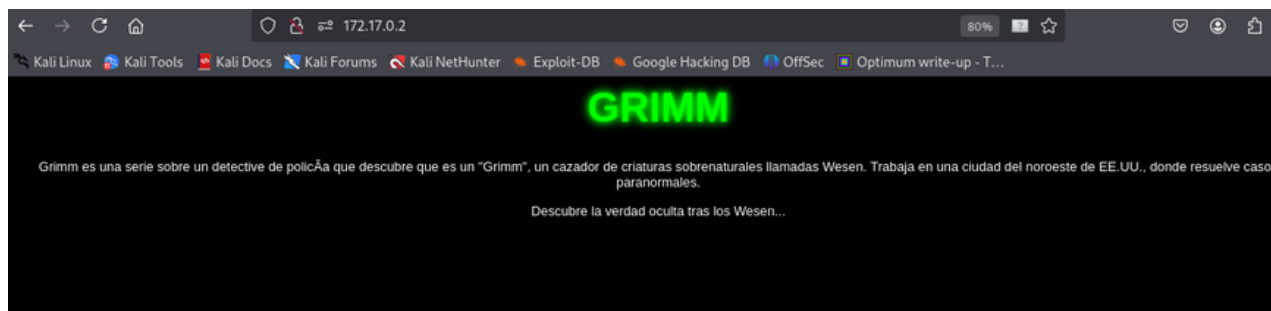 172.17.0.2
80%
Kali Linux Kali Tools Kali Docs Kali Forums Kali NetHunter Exploit-DB Google Hacking DB OffSec Optimum write-up - T...
GRIMM
Grimm es una serie sobre un detective de policÃa que descubre que es un "Grimm", un cazador de criaturas sobrenaturales llamadas Wesen. Trabaja en una ciudad del noroeste de EE.UU., donde resuelve caso
paranormales.
Descubre la verdad oculta tras los Wesen...